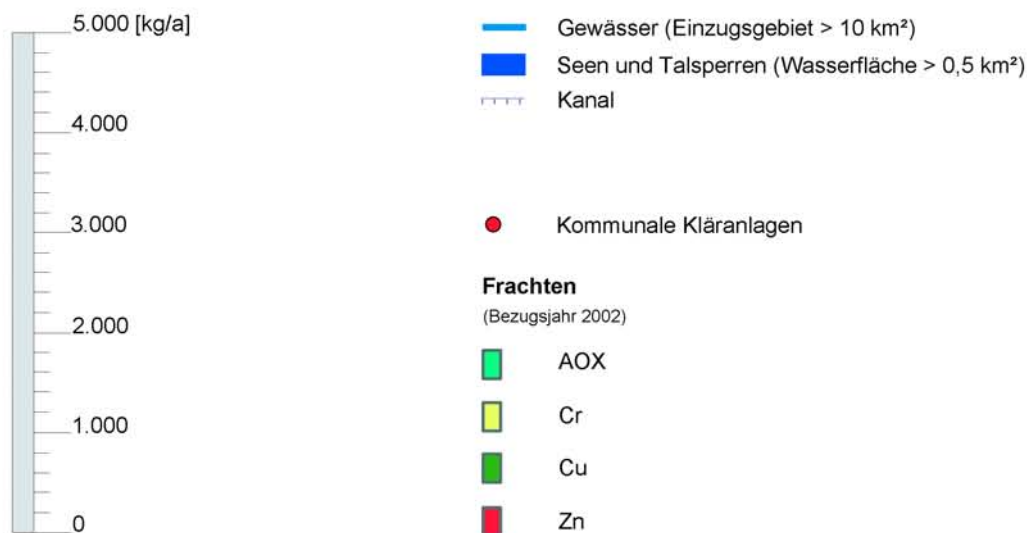 5.000 [kg/a]
4.000
3.000
2.000
1.000
0
Gewässer (Einzugsgebiet > 10 km²)
Seen und Talsperren (Wasserfläche > 0,5 km²)
Kanal
Kommunale Kläranlagen
Frachten
(Bezugsjahr 2002)
AOX
Cr
Cu
Zn